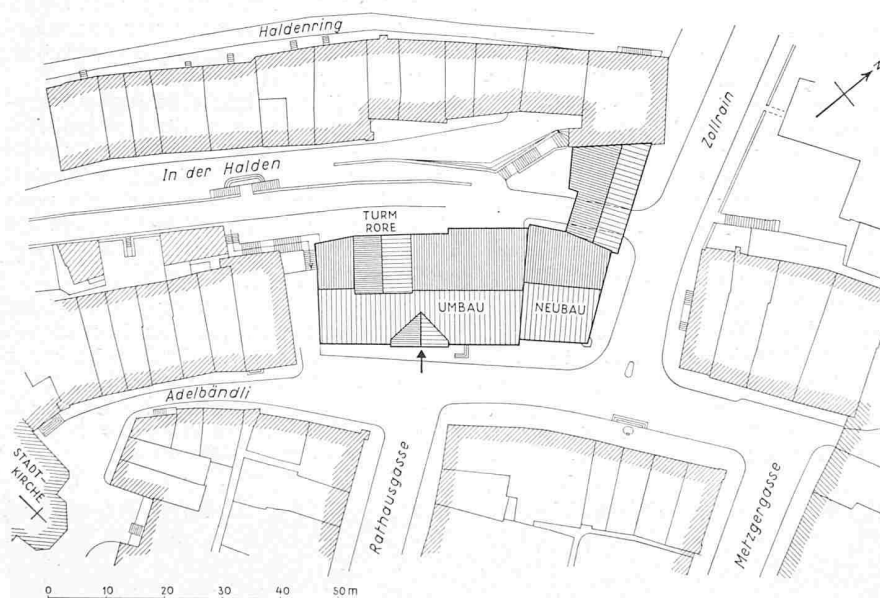 Haldenring
N
Zollrain
In der Halden
TURM
RORE
UMBAU
NEUBAU
Adelbändli
STADT-
KIRCHE
Rathausgasse
Metzgergasse
0 10 20 30 40 50 m